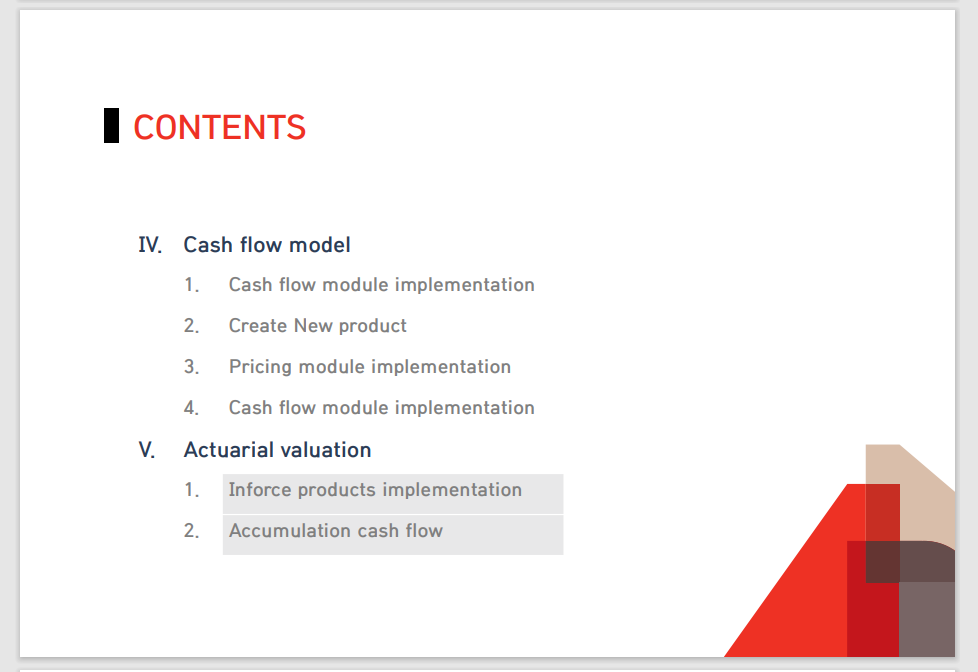 CONTENTS
IV. Cash flow model
1. Cash flow module implementation
2. Create New product
3. Pricing module implementation
4. Cash flow module implementation
V. Actuarial valuation
1. Inforce products implementation
2. Accumulation cash flow